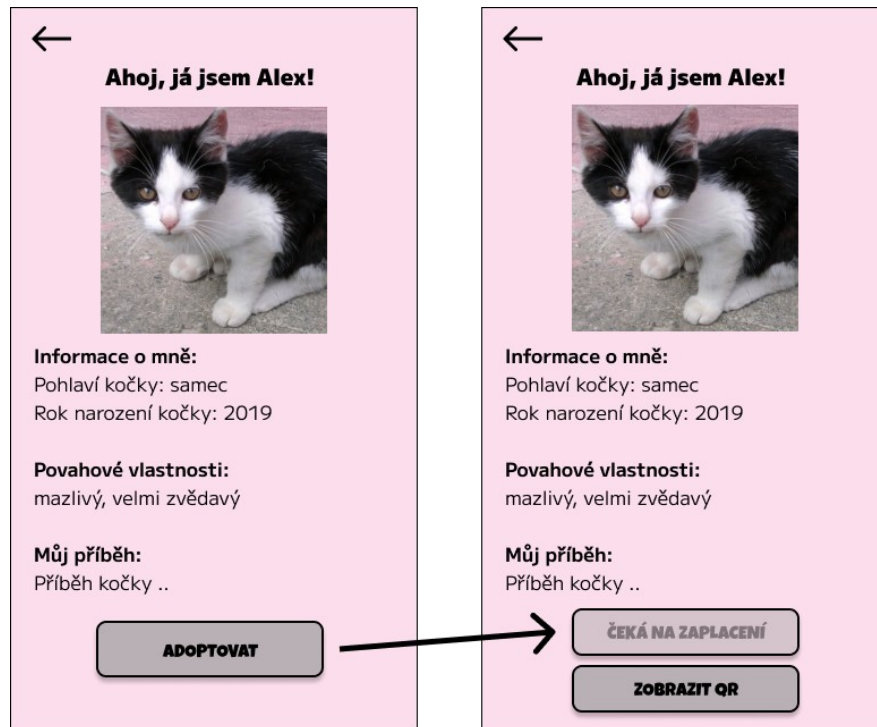 Ahoj, já jsem Alex!
Informace o mně:
Pohlaví kočky: samec
Rok narození kočky: 2019
Povahové vlastnosti:
mazlivý, velmi zvědavý
Můj příběh:
Příběh kočky ..
ADOPTOVAT
Ahoj, já jsem Alex!
Informace o mně:
Pohlaví kočky: samec
Rok narození kočky: 2019
Povahové vlastnosti:
mazlivý, velmi zvědavý
Můj příběh:
Příběh kočky ..
ČEKÁ NA ZAPLACENÍ
ZOBRAZIT QR